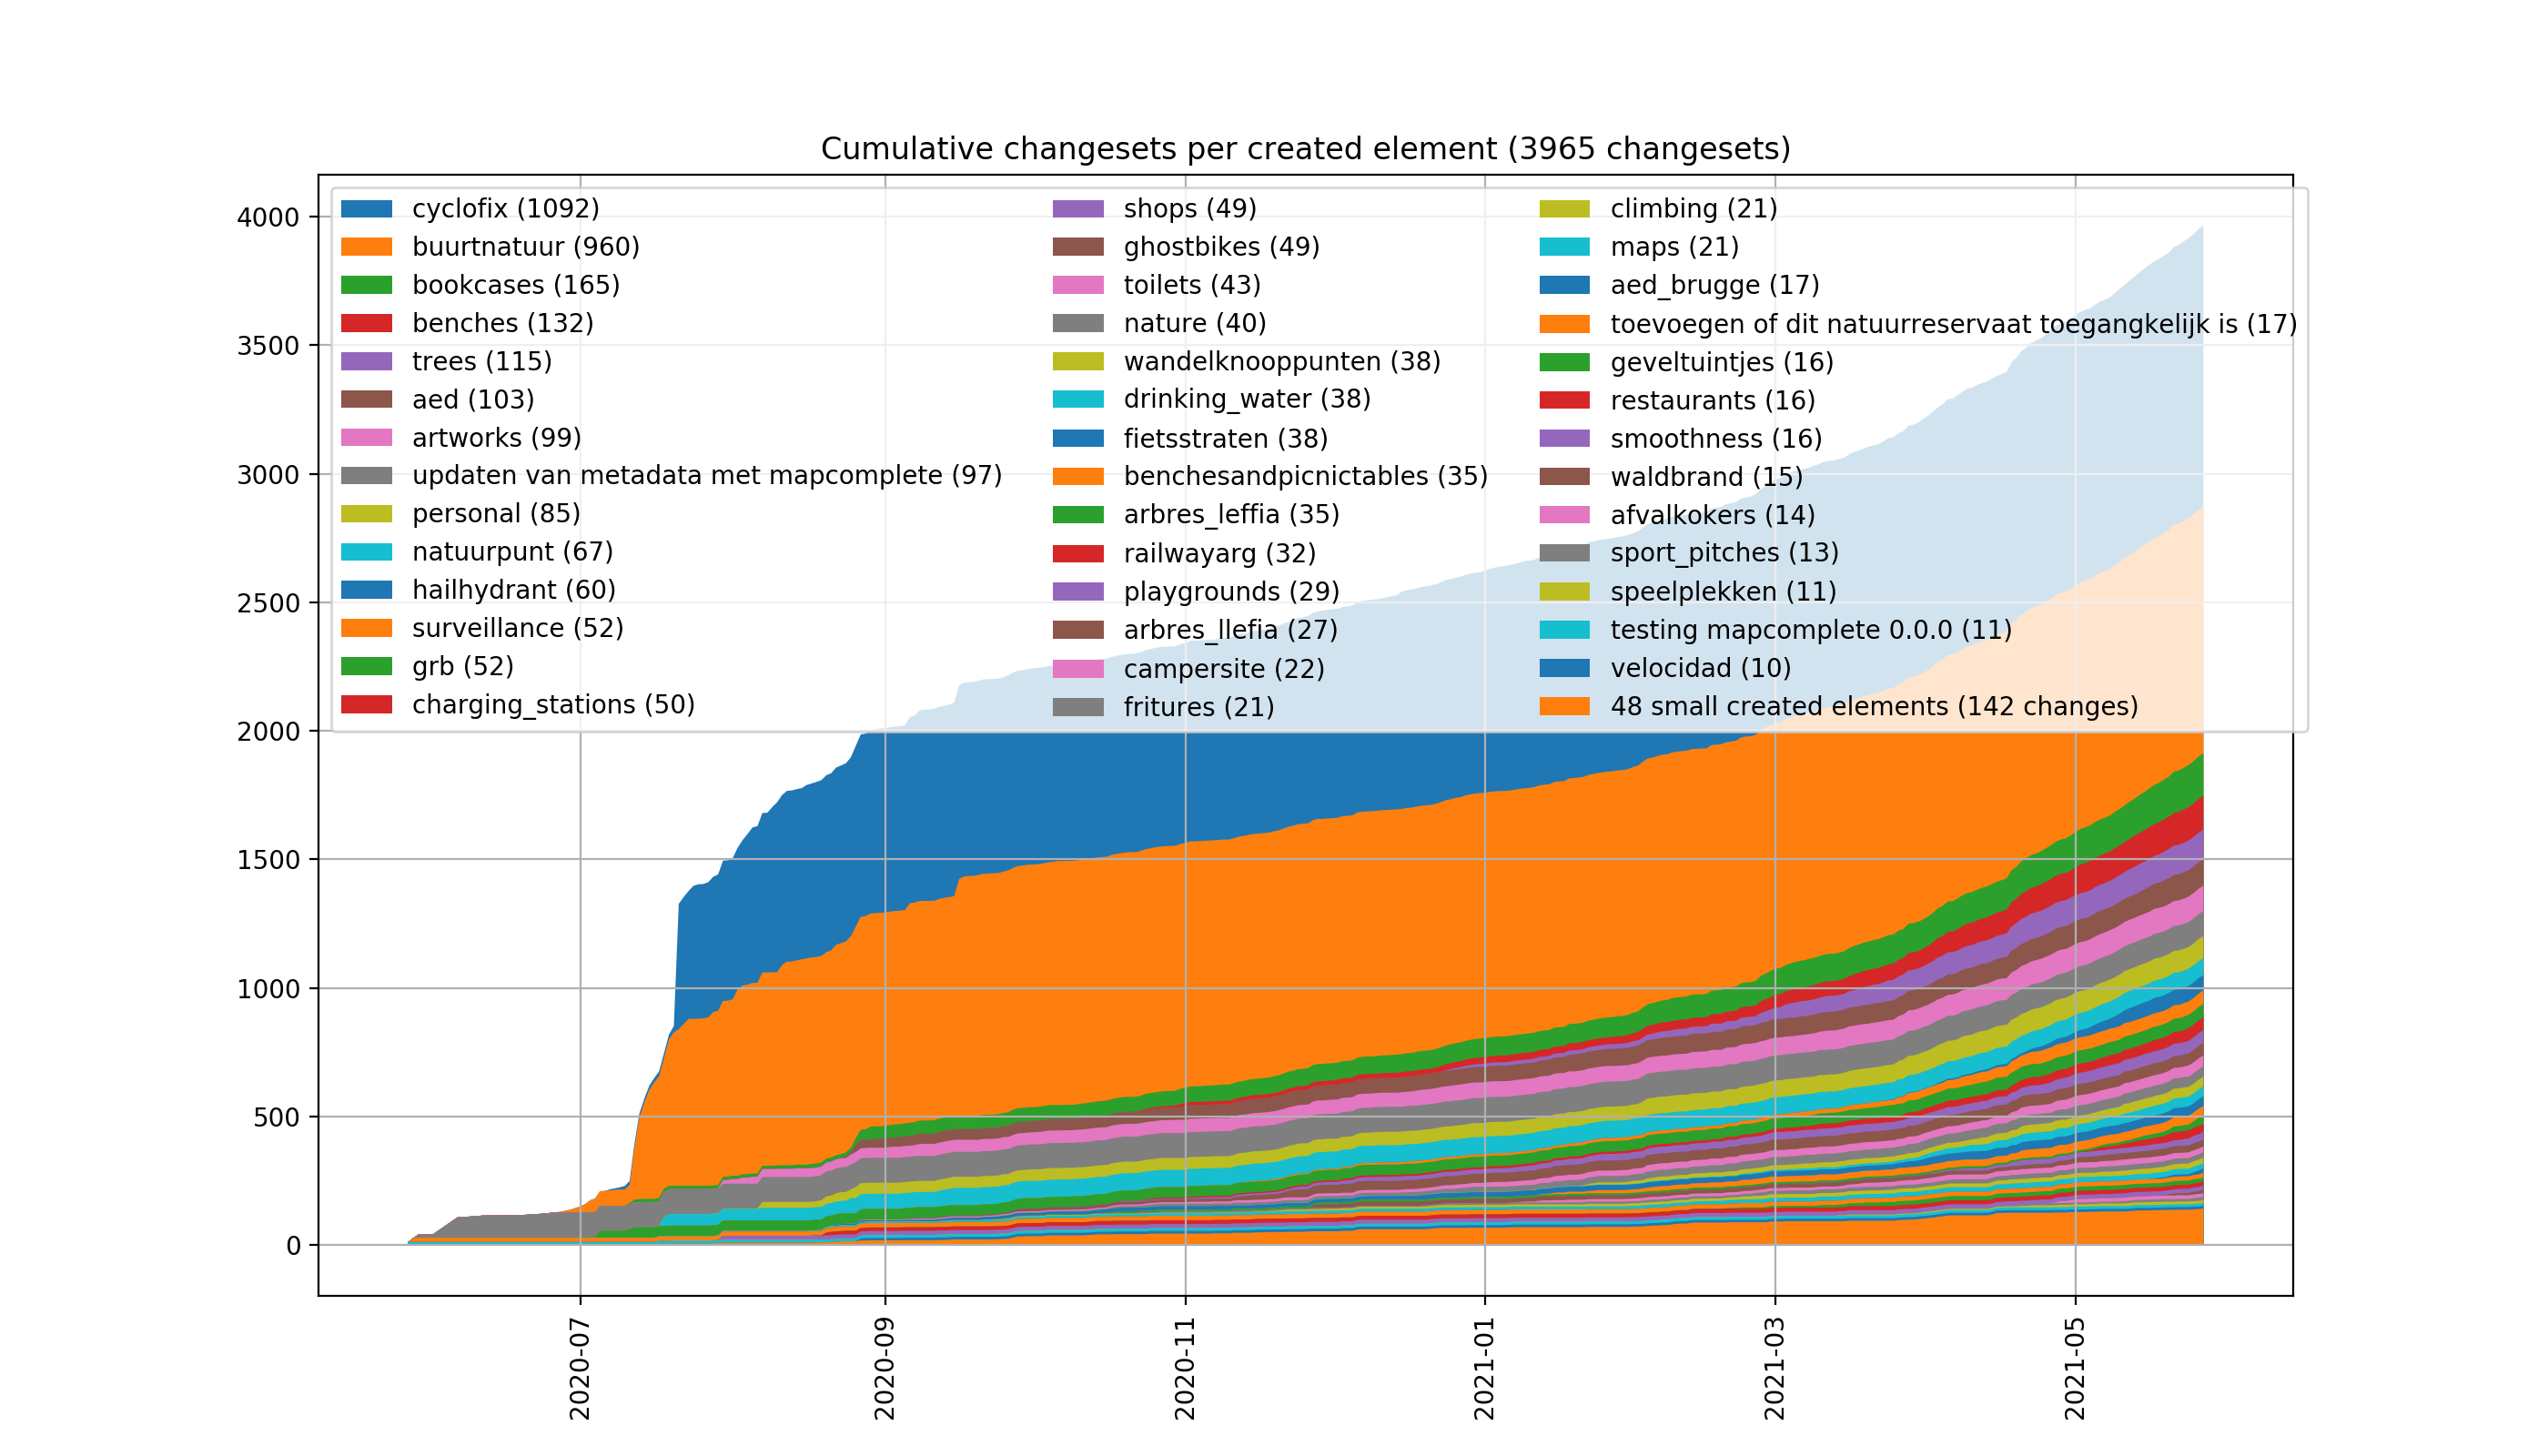 Cumulative changesets per created element (3965 changesets)
4000
3500
3000
2500
2000
1500
1000
500
0
cyclofix (1092)
buurtnatuur (960)
bookcases (165)
benches (132)
trees (115)
aed (103)
artworks (99)
updaten van metadata met mapcomplete (97)
personal (85)
natuurpunt (67)
hailhydrant (60)
surveillance (52)
grb (52)
charging_stations (50)
shops (49)
ghostbikes (49)
toilets (43)
nature (40)
wandelknooppunten (38)
drinking_water (38)
fietsstraten (38)
benchesandpicnictables (35)
arbres_leffia (35)
railwayarg (32)
playgrounds (29)
arbres_llefia (27)
campersite (22)
fritures (21)
climbing (21)
maps (21)
aed_brugge (17)
toevoegen of dit natuurreservaat toegangkelijk is (17)
geveltuintjes (16)
restaurants (16)
smoothness (16)
waldbrand (15)
afvalkokers (14)
sport_pitches (13)
speelplekken (11)
testing mapcomplete 0.0.0 (11)
velocidad (10)
48 small created elements (142 changes)
2020-07
2020-09
2020-11
2021-01
2021-03
2021-05